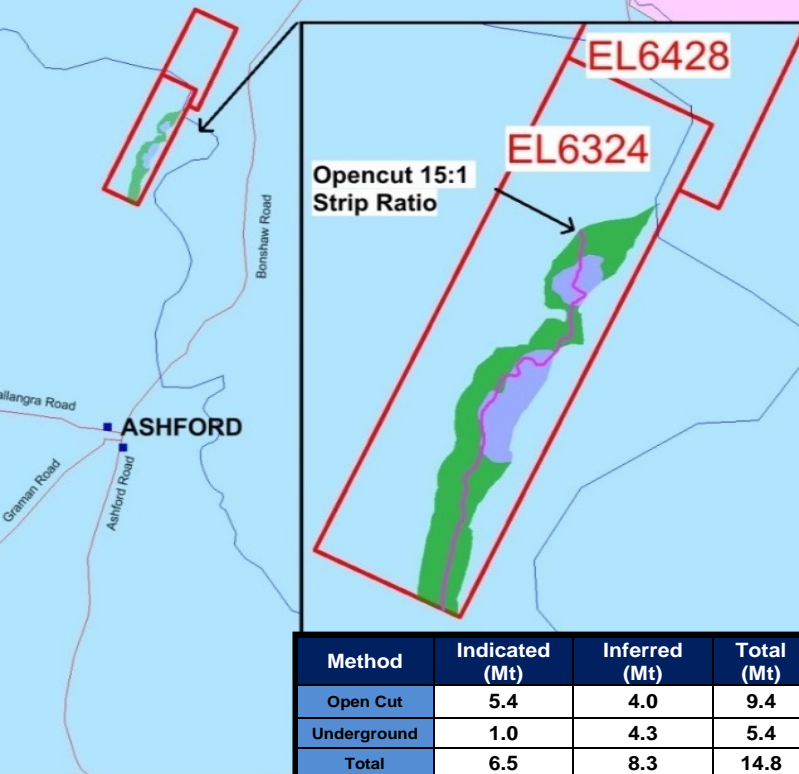 EL6428
EL6324
Opencut 15:1
Strip Ratio
Bonshaw Road
allangra Road
ASHFORD
Graman Road
Ashford Road
Method Indicated (Mt) Inferred (Mt) Total (Mt)
Open Cut 5.4 4.0 9.4
Underground 1.0 4.3 5.4
Total 6.5 8.3 14.8